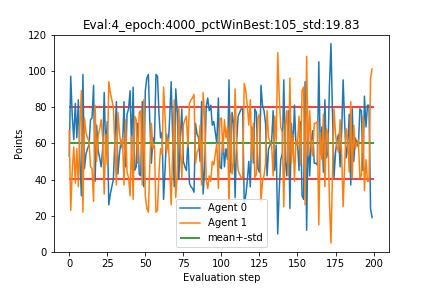 Eval:4_epoch:4000_pctWinBest:105_std:19.83
120
100
80
60
40
20
0
Points
Agent 0
Agent 1
mean+-std
0 25 50 75 100 125 150 175 200
Evaluation step